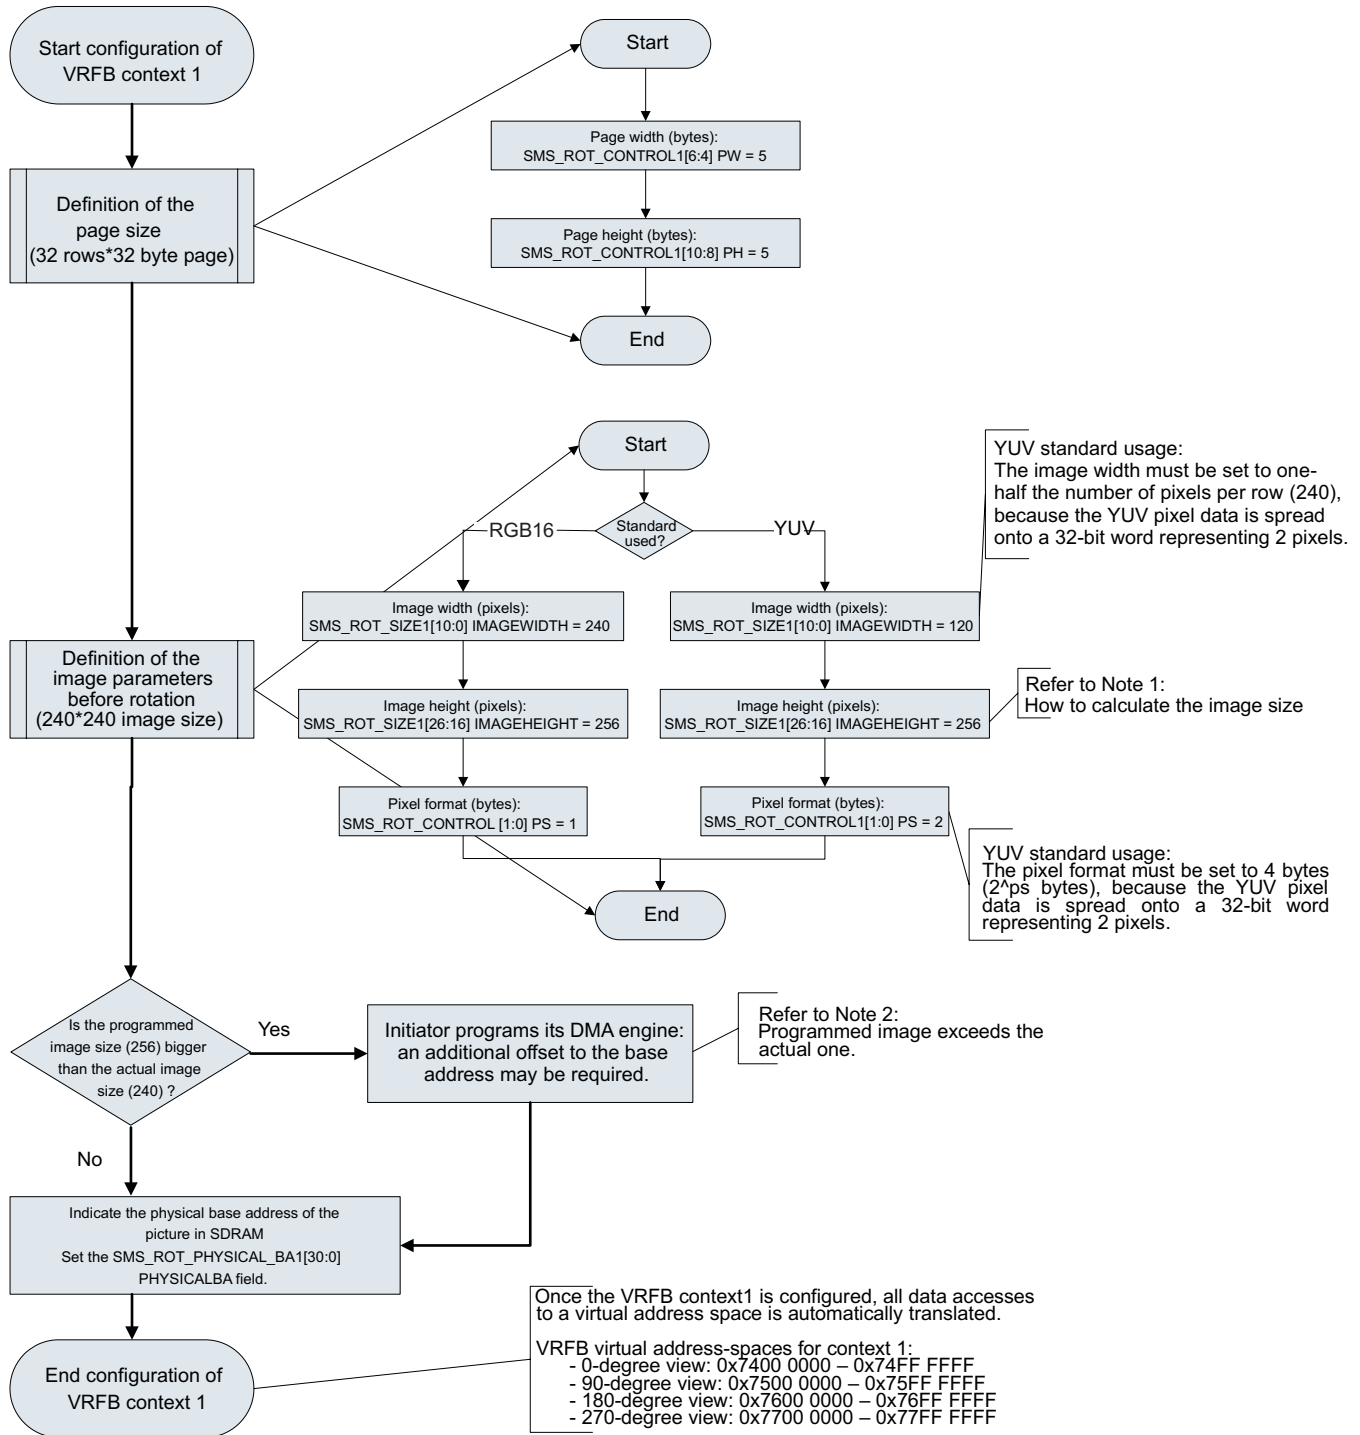 Start configuration of
VRFB context 1
Start
Page width (bytes):
SMS_ROT_CONTROL1[6:4] PW = 5
Definition of the
page size
(32 rows*32 byte page)
Page height (bytes):
SMS_ROT_CONTROL1[10:8] PH = 5
End
Start
Standard
used?
RGB16
YUV
YUV standard usage:
The image width must be set to one-
half the number of pixels per row (240),
because the YUV pixel data is spread
onto a 32-bit word representing 2 pixels.
Image width (pixels):
SMS_ROT_SIZE1[10:0] IMAGEWIDTH = 240
Image width (pixels):
SMS_ROT_SIZE1[10:0] IMAGEWIDTH = 120
Definition of the
image parameters
before rotation
(240*240 image size)
Image height (pixels):
SMS_ROT_SIZE1[26:16] IMAGEHEIGHT = 256
Image height (pixels):
SMS_ROT_SIZE1[26:16] IMAGEHEIGHT = 256
Refer to Note 1:
How to calculate the image size
Pixel format (bytes):
SMS_ROT_CONTROL [1:0] PS = 1
Pixel format (bytes):
SMS_ROT_CONTROL1[1:0] PS = 2
YUV standard usage:
The pixel format must be set to 4 bytes
(2^ps bytes), because the YUV pixel
data is spread onto a 32-bit word
representing 2 pixels.
End
Is the programmed
image size (256) bigger
than the actual image
size (240) ?
Yes
Initiator programs its DMA engine:
an additional offset to the base
address may be required.
Refer to Note 2:
Programmed image exceeds the
actual one.
No
Indicate the physical base address of the
picture in SDRAM
Set the SMS_ROT_PHYSICAL_BA1[30:0]
PHYSICALBA field.
End configuration of
VRFB context 1
Once the VRFB context1 is configured, all data accesses
to a virtual address space is automatically translated.
VRFB virtual address-spaces for context 1:
- 0-degree view: 0x7400 0000 – 0x74FF FFFF
- 90-degree view: 0x7500 0000 – 0x75FF FFFF
- 180-degree view: 0x7600 0000 – 0x76FF FFFF
- 270-degree view: 0x7700 0000 – 0x77FF FFFF